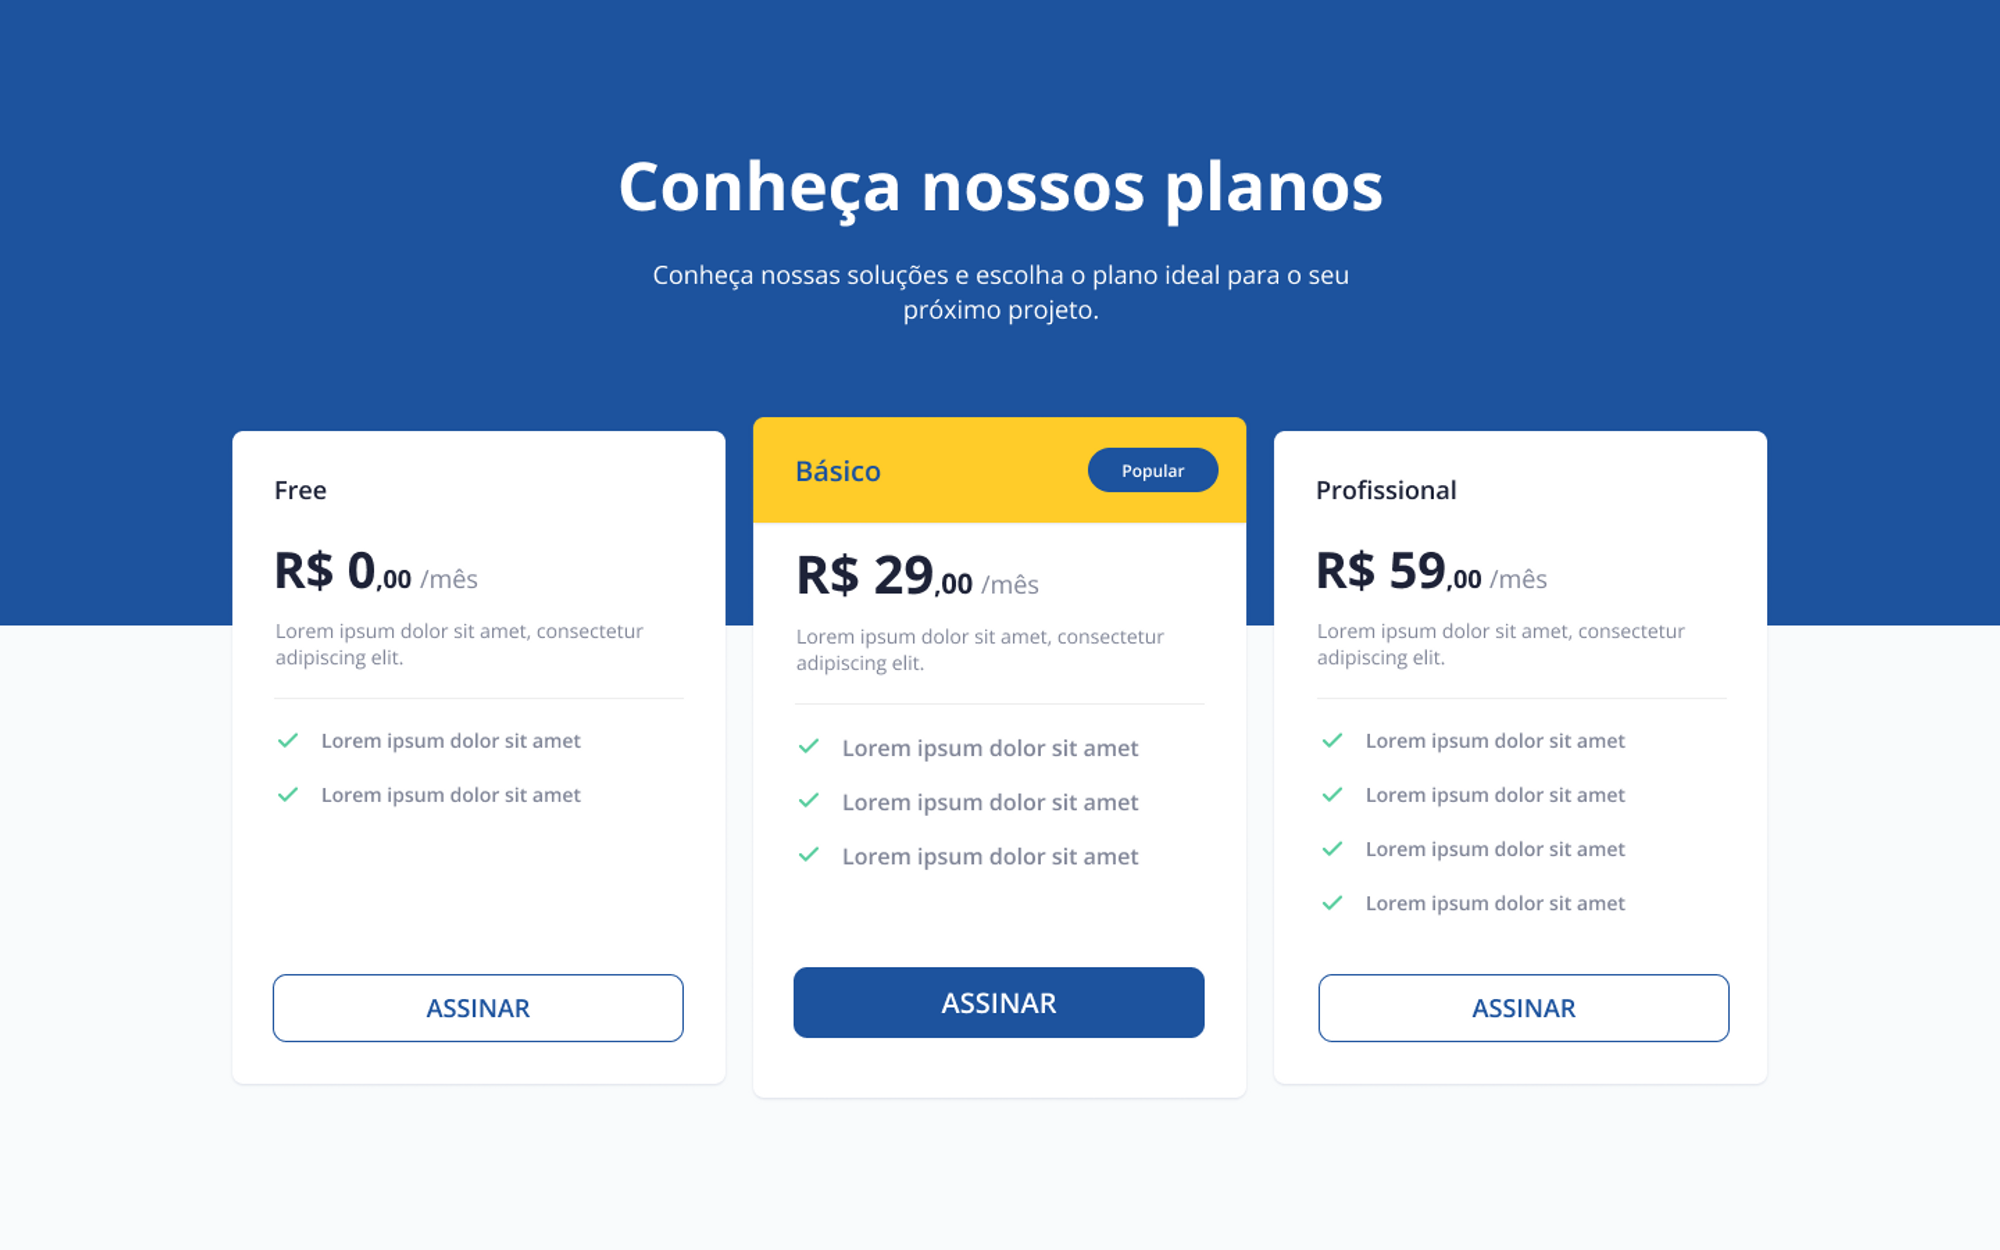 Conheça nossos planos
Conheça nossas soluções e escolha o plano ideal para o seu
próximo projeto.
Free
R$ 0,00 /mês
Lorem ipsum dolor sit amet, consectetur
adipiscing elit.
Lorem ipsum dolor sit amet
Lorem ipsum dolor sit amet
ASSINAR
Básico
Popular
R$ 29,00 /mês
Lorem ipsum dolor sit amet, consectetur
adipiscing elit.
Lorem ipsum dolor sit amet
Lorem ipsum dolor sit amet
Lorem ipsum dolor sit amet
ASSINAR
Profissional
R$ 59,00 /mês
Lorem ipsum dolor sit amet, consectetur
adipiscing elit.
Lorem ipsum dolor sit amet
Lorem ipsum dolor sit amet
Lorem ipsum dolor sit amet
Lorem ipsum dolor sit amet
ASSINAR